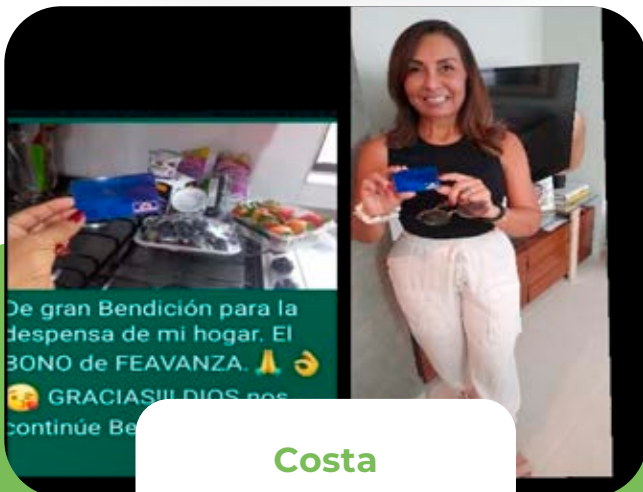 De gran Bendición para la
despensa de mi hogar. El
BONO de FEAVANZA. 🙏 👌
😘 GRACIAS!!! DIOS nos
continúe
Costa